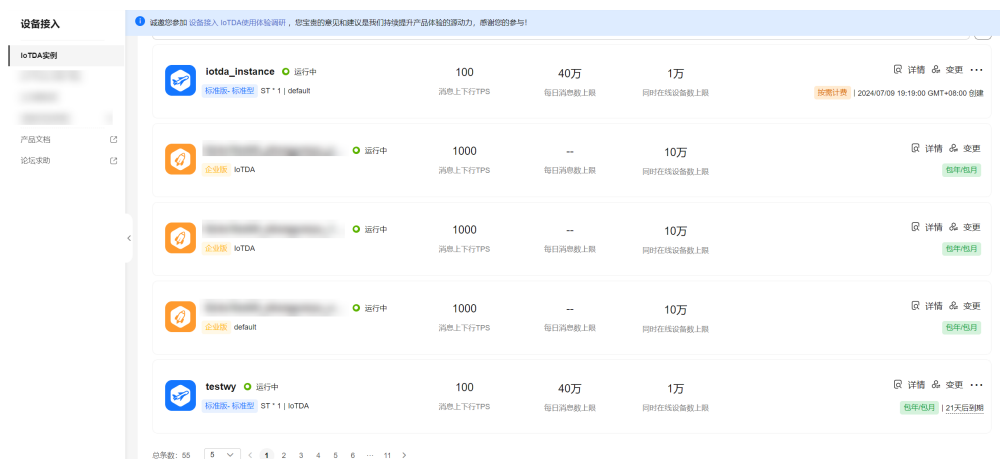 设备接入
IoTDA实例
产品文档
论坛求助
诚邀您参加 设备接入 IoTDA使用体验调研，您宝贵的意见和建议是我们持续提升产品体验的源动力，感谢您的参与！
iotda_instance 运行中
标准版- 标准型 ST * 1 | default
100
消息上下行TPS
40万
每日消息数上限
1万
同时在线设备数上限
详情 变更 ···
按需计费 | 2024/07/09 19:19:00 GMT+08:00 创建
运行中
企业版 IoTDA
1000
消息上下行TPS
--
每日消息数上限
10万
同时在线设备数上限
详情 变更
包年/包月
运行中
企业版 IoTDA
1000
消息上下行TPS
--
每日消息数上限
10万
同时在线设备数上限
详情 变更
包年/包月
运行中
企业版 default
1000
消息上下行TPS
--
每日消息数上限
10万
同时在线设备数上限
详情 变更
包年/包月
testwy 运行中
标准版- 标准型 ST * 1 | IoTDA
100
消息上下行TPS
40万
每日消息数上限
1万
同时在线设备数上限
详情 变更 ···
包年/包月 | 21天后到期
总条数: 55 5 < 1 2 3 4 5 6 ··· 11 >